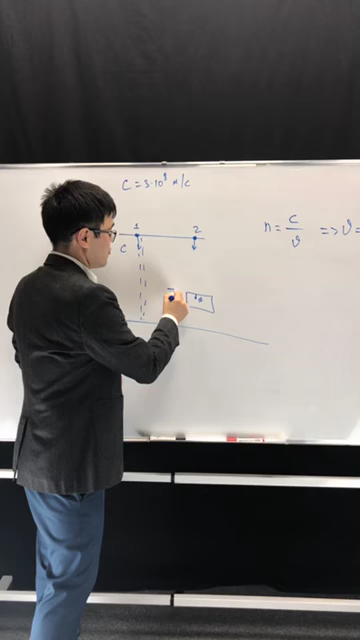 C = 3·10⁸ м/с
1 2
C
n = c/ϑ => ϑ =